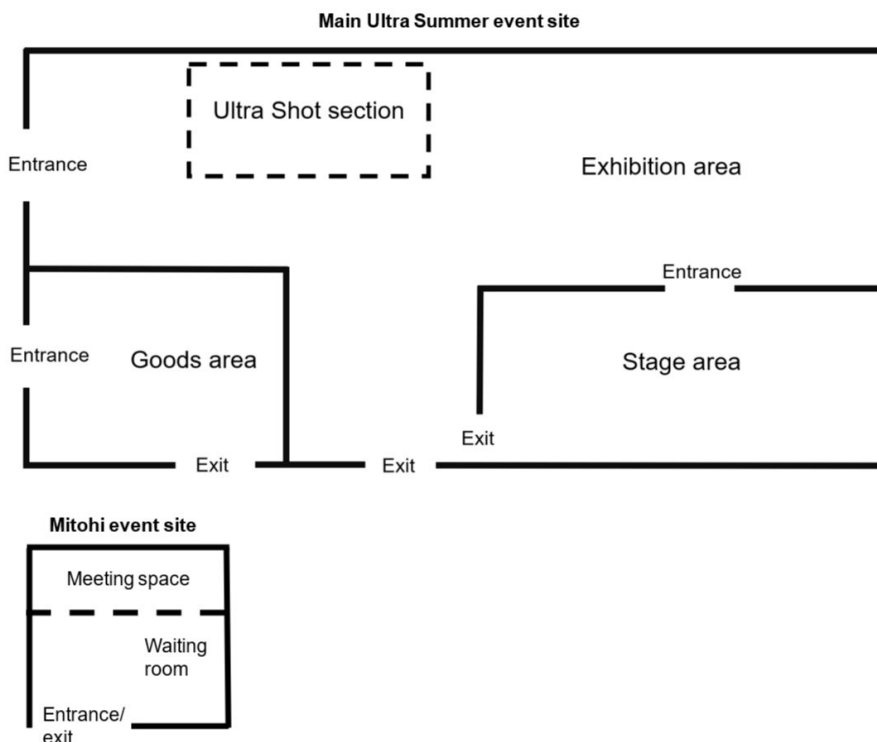 Main Ultra Summer event site
Ultra Shot section
Entrance
Exhibition area
Entrance
Entrance
Goods area
Stage area
Exit
Exit
Exit
Mitohi event site
Meeting space
Waiting
room
Entrance/
exit